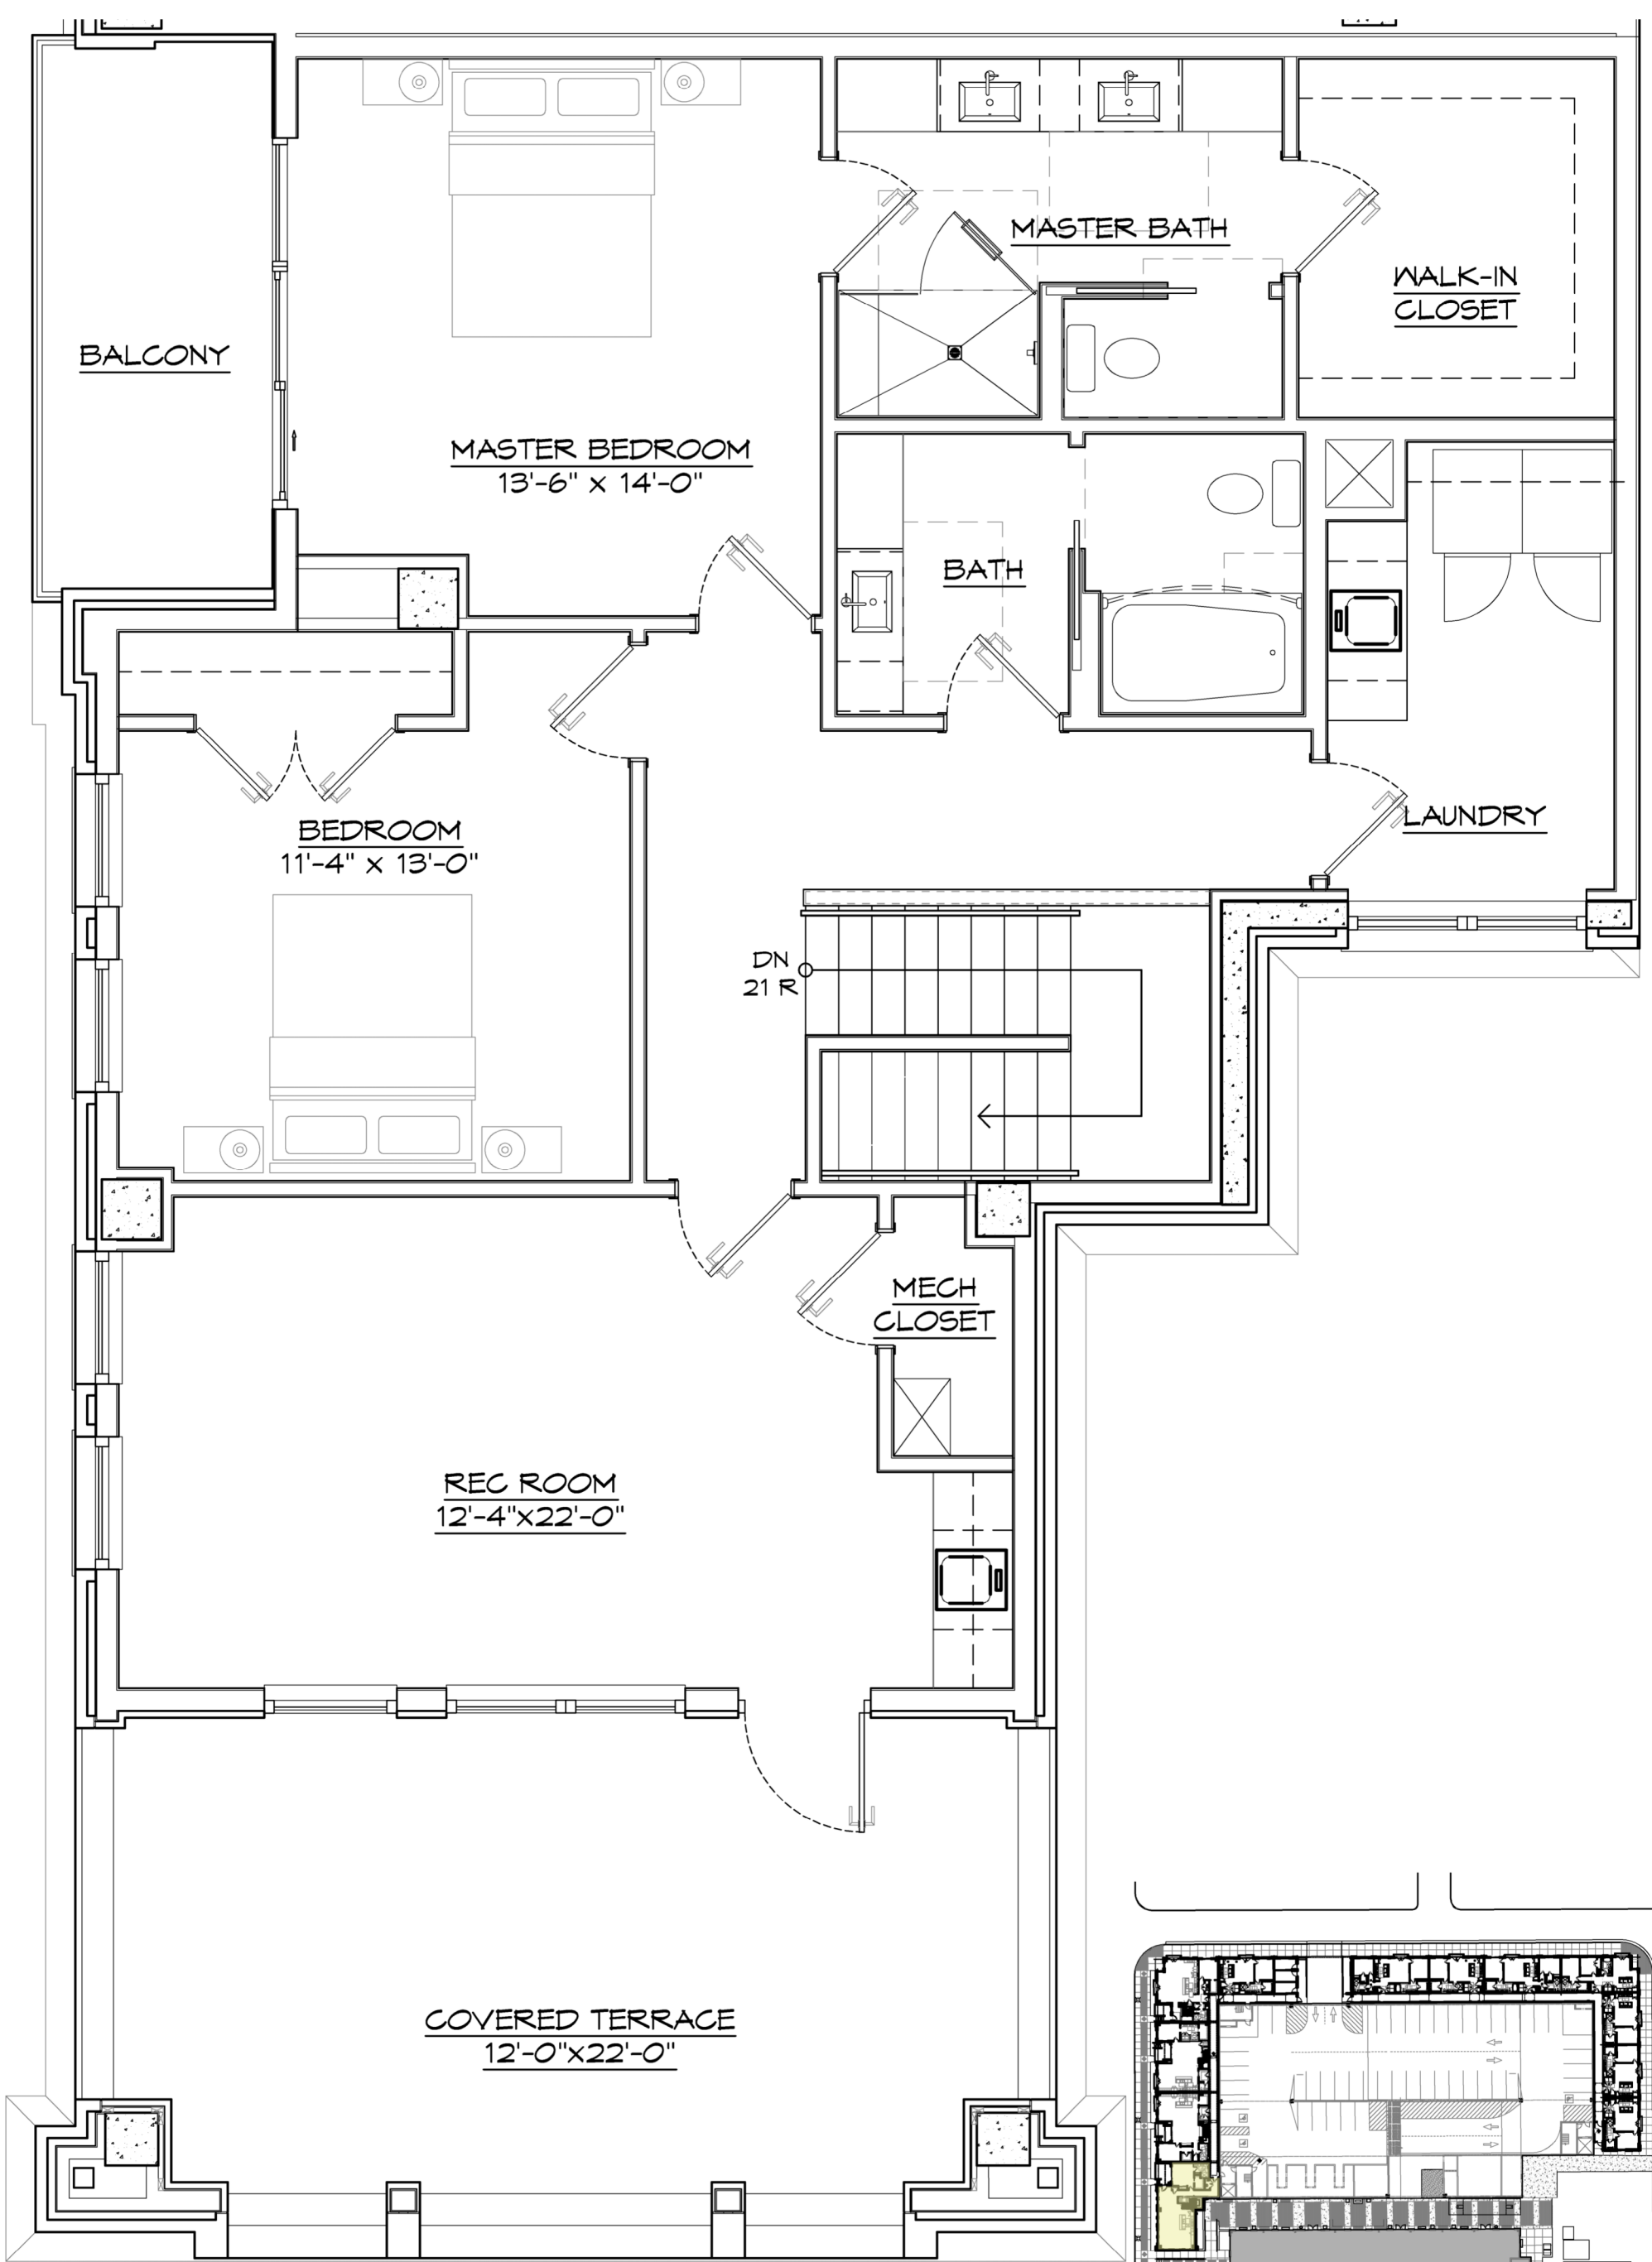 MASTER BATH
WALK-IN
CLOSET
BALCONY
MASTER BEDROOM
13'-6" x 14'-0"
BATH
BEDROOM
11'-4" x 13'-0"
LAUNDRY
DN
21 R
MECH
CLOSET
REC ROOM
12'-4"x22'-0"
COVERED TERRACE
12'-0"x22'-0"